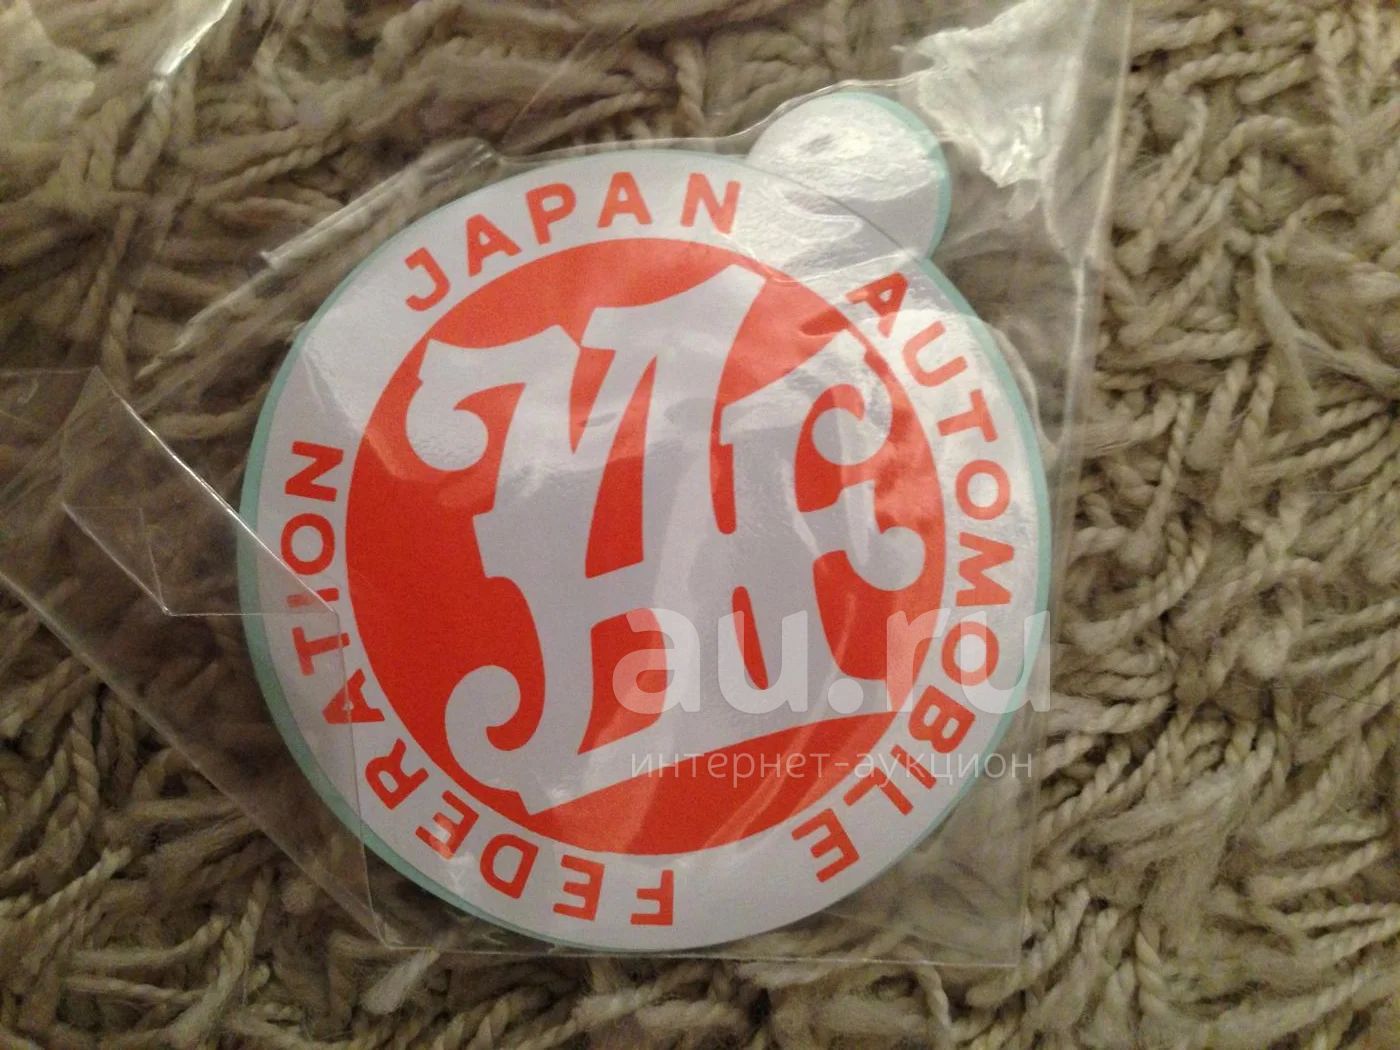 JAPAN AUTOMOBILE FEDERATION
au.ru
интернет-аукцион